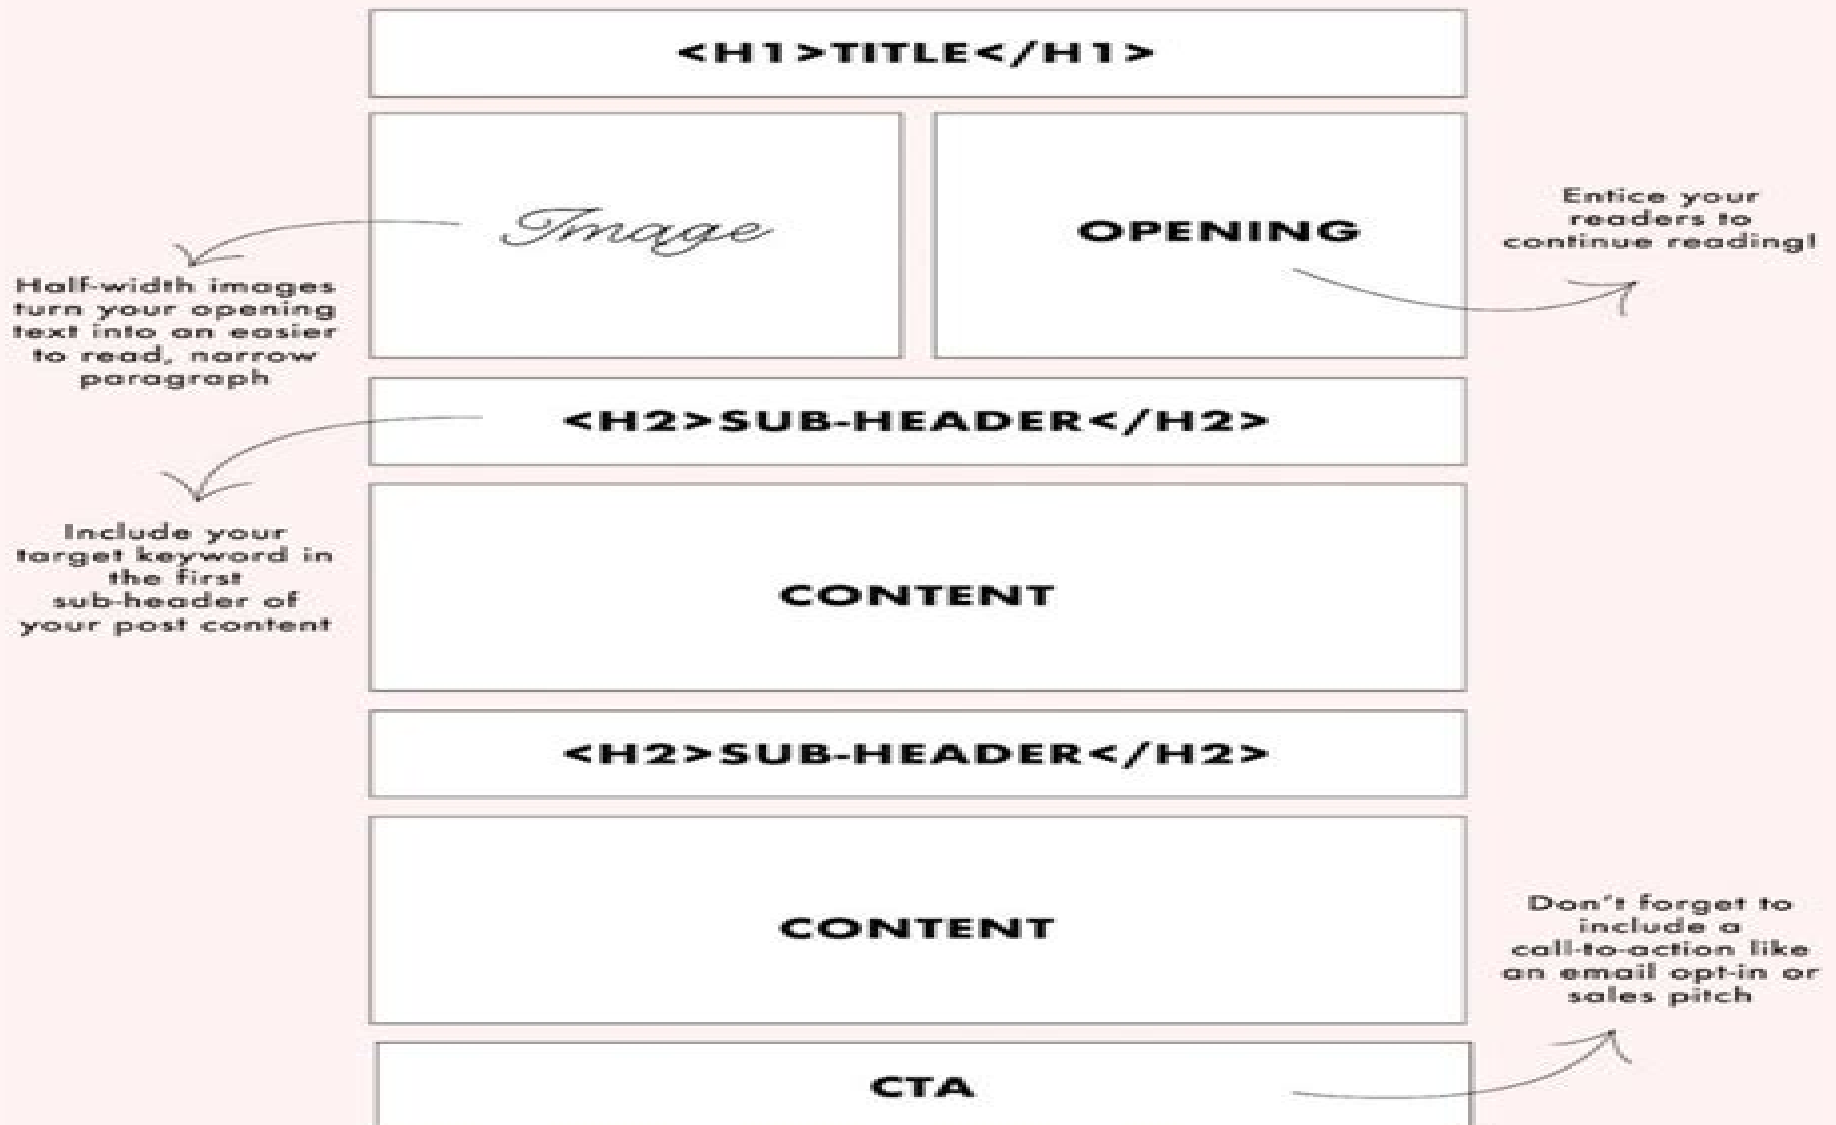 <H1>TITLE</H1>
Image
OPENING
Entice your
readers to
continue reading!
Half-width images
turn your opening
text into an easier
to read, narrow
paragraph
<H2>SUB-HEADER</H2>
Include your
target keyword in
the first
sub-header of
your post content
CONTENT
<H2>SUB-HEADER</H2>
CONTENT
Don't forget to
include a
call-to-action like
an email opt-in or
sales pitch
CTA